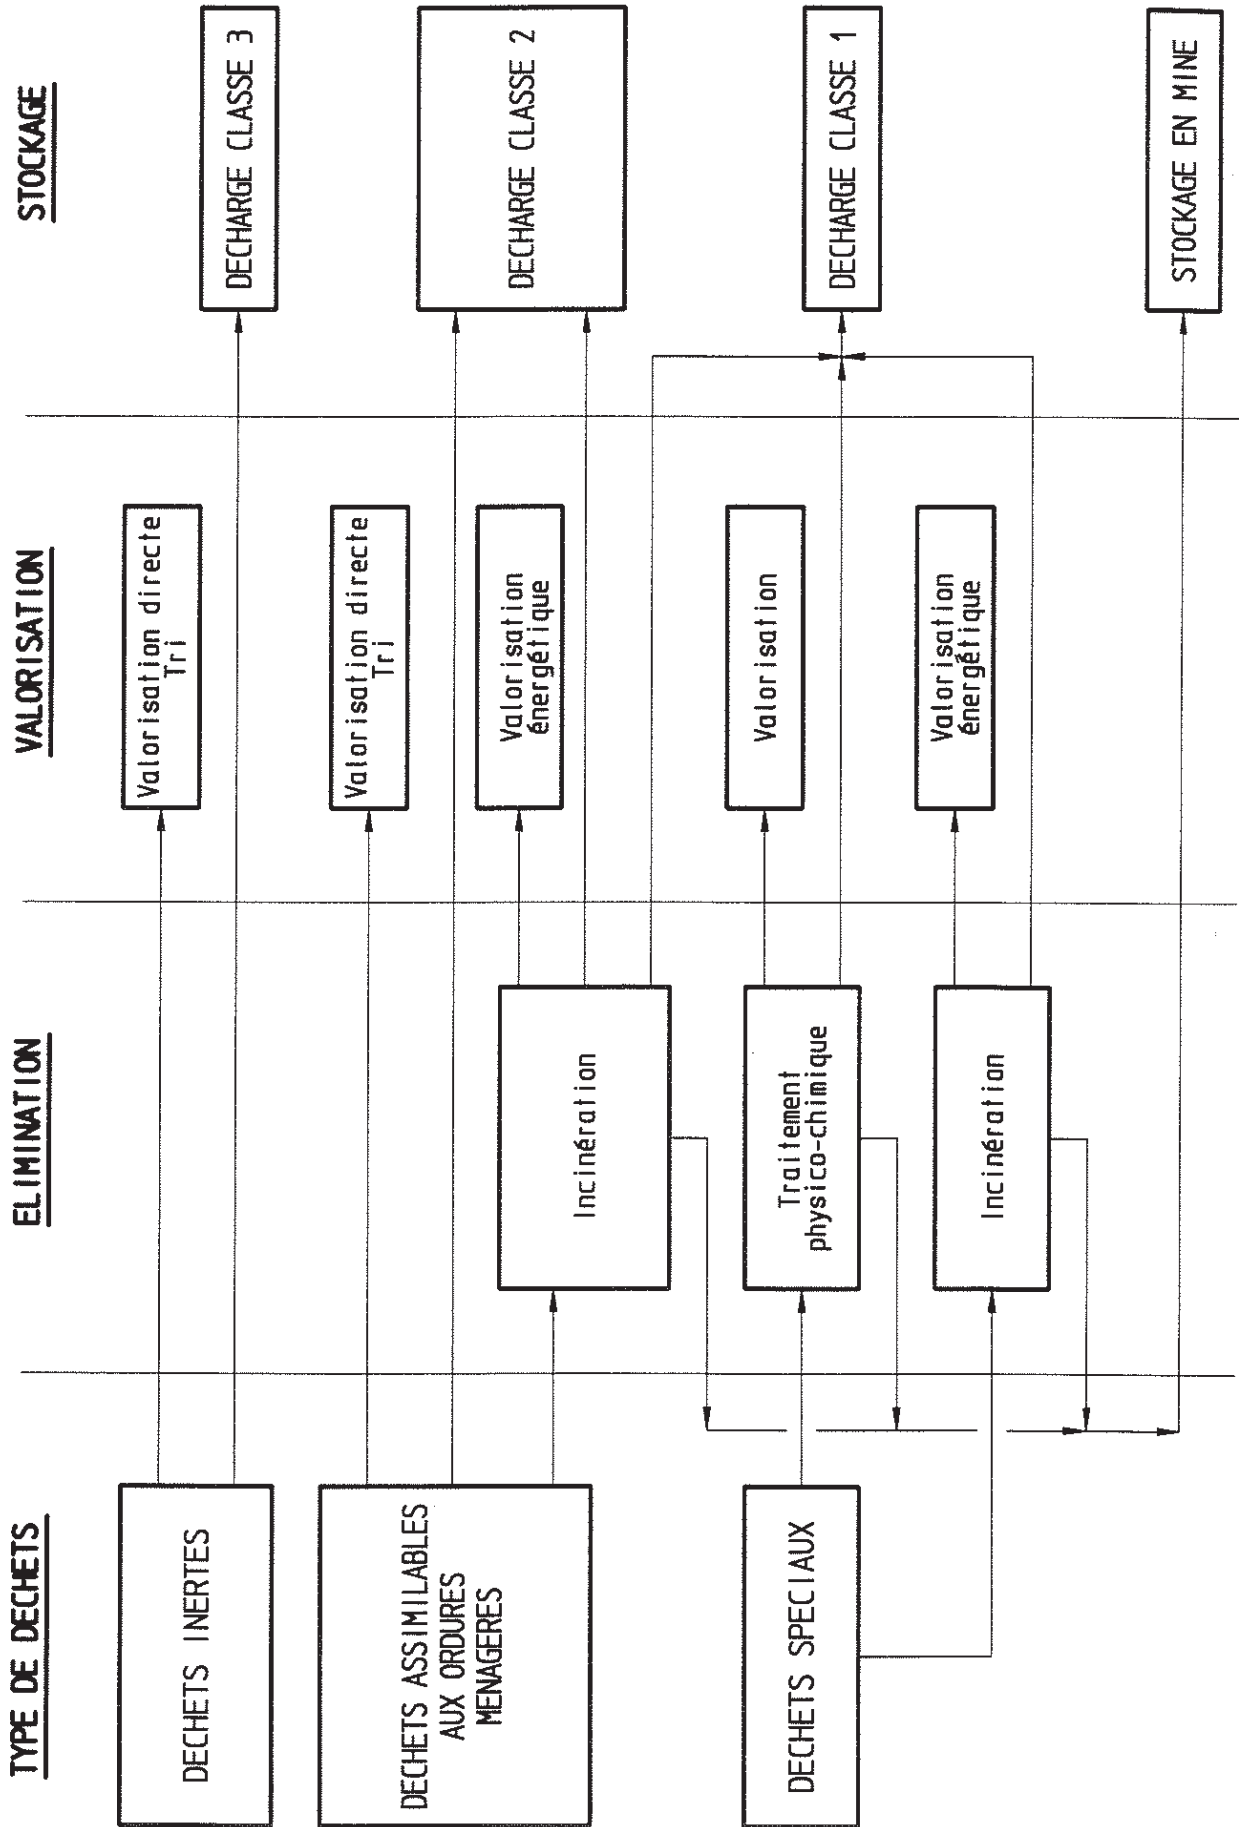 TYPE DE DECHETS
ELIMINATION
VALORISATION
STOCKAGE
DECHETS INERTES
Valorisation directe
Tri
DECHARGE CLASSE 3
DECHETS ASSIMILABLES
AUX ORDURES
MENAGERES
Valorisation directe
Tri
DECHARGE CLASSE 2
Incinération
Valorisation
énergétique
DECHETS SPECIAUX
Traitement
physico-chimique
Valorisation
DECHARGE CLASSE 1
Incinération
Valorisation
énergétique
STOCKAGE EN MINE